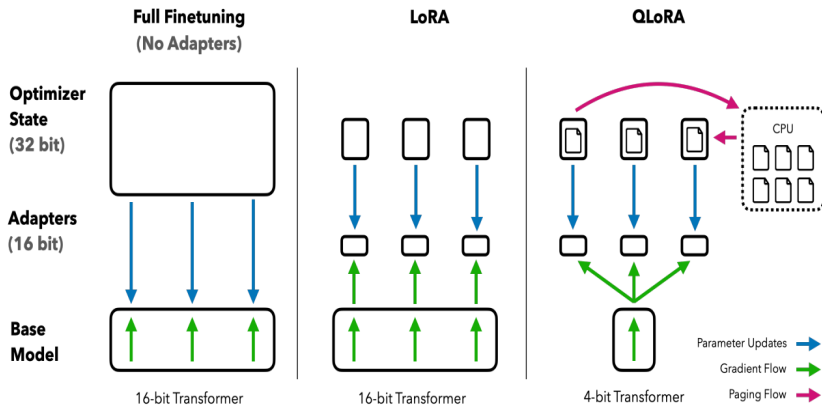 Full Finetuning
(No Adapters)
LoRA
QLoRA
Optimizer
State
(32 bit)
CPU
Adapters
(16 bit)
Base
Model
Parameter Updates
Gradient Flow
Paging Flow
16-bit Transformer
16-bit Transformer
4-bit Transformer